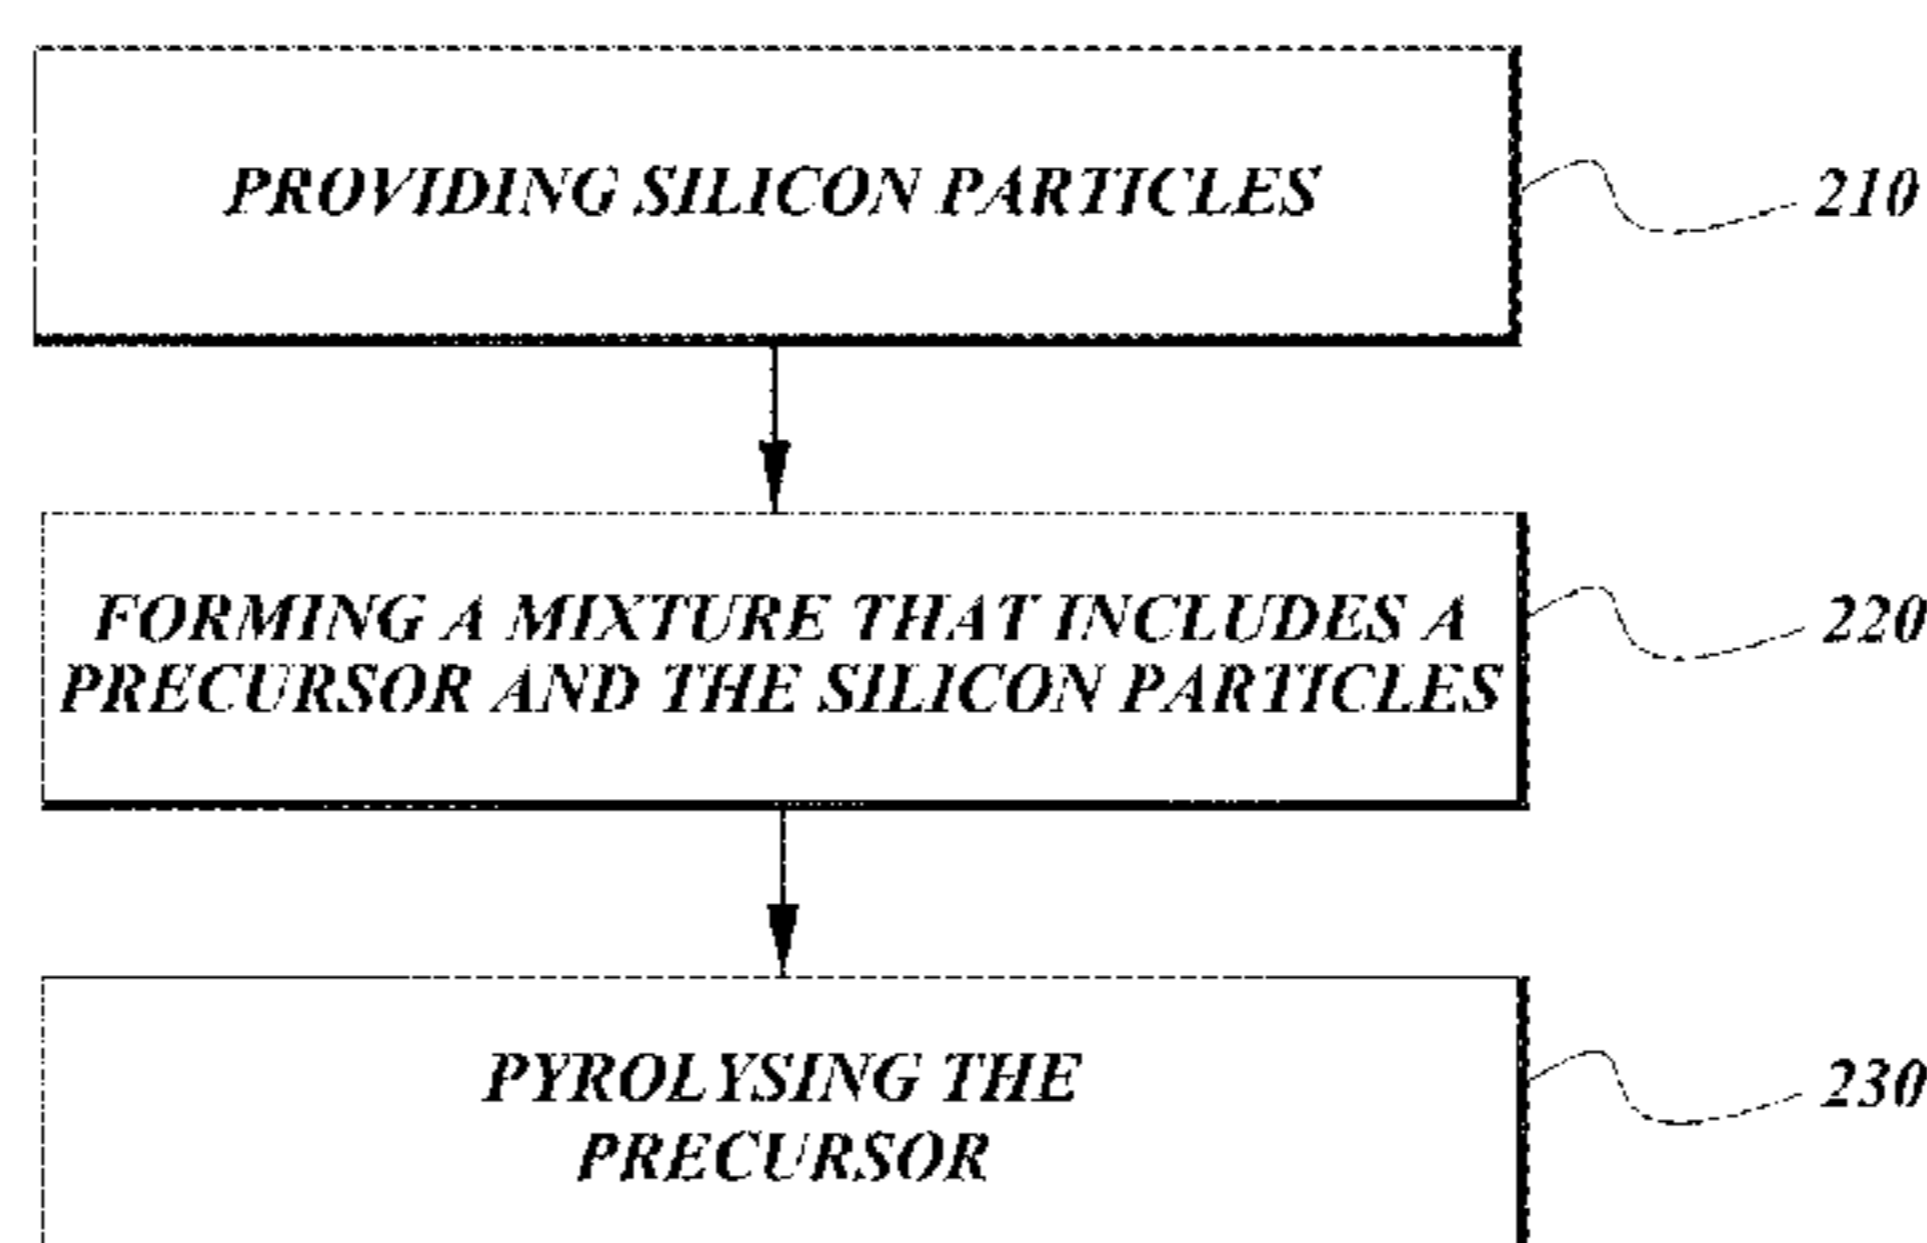 PROVIDING SILICON PARTICLES
210
FORMING A MIXTURE THAT INCLUDES A
PRECURSOR AND THE SILICON PARTICLES
220
PYROLYSING THE
PRECURSOR
230